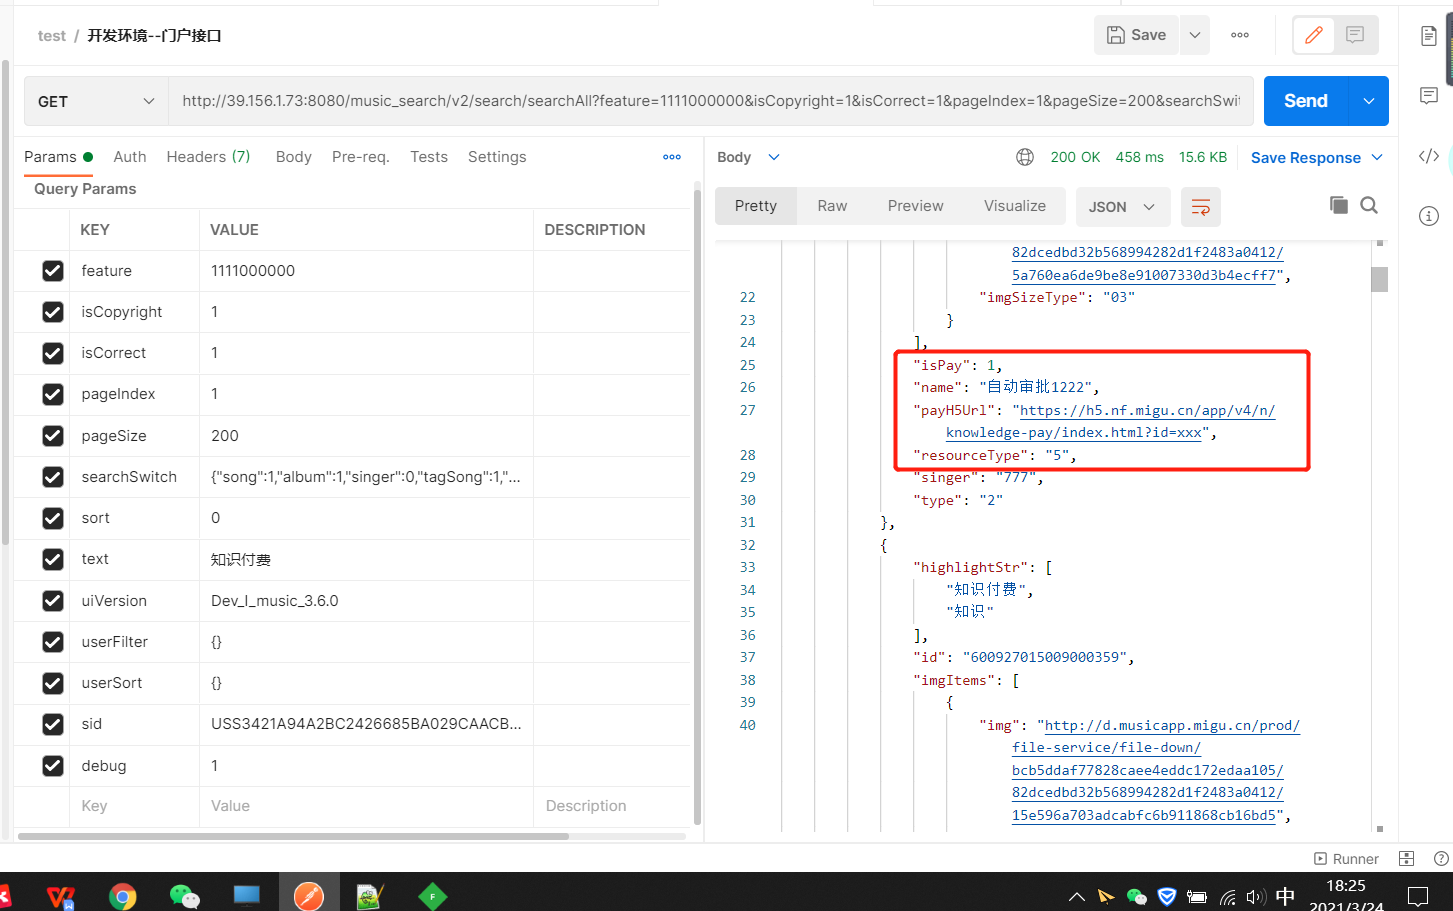 test / 开发环境--门户接口
Save
GET
http://39.156.1.73:8080/music_search/v2/search/searchAll?feature=1111000000&isCopyright=1&isCorrect=1&pageIndex=1&pageSize=200&searchSwit
Send
Params Auth Headers (7) Body Pre-req. Tests Settings
Query Params
KEY VALUE DESCRIPTION
feature 1111000000
isCopyright 1
isCorrect 1
pageIndex 1
pageSize 200
searchSwitch {"song":1,"album":1,"singer":0,"tagSong":1,"...
sort 0
text 知识付费
uiVersion Dev_I_music_3.6.0
userFilter {}
userSort {}
sid USS3421A94A2BC2426685BA029CAACB...
debug 1
Key Value Description
Body 200 OK 458 ms 15.6 KB Save Response
Pretty Raw Preview Visualize JSON
82dcedbd32b568994282d1f2483a0412/
5a760ea6de9be8e91007330d3b4ecff7",
22 "imgSizeType": "03"
23 }
24 ],
25 "isPay": 1,
26 "name": "自动审批1222",
27 "payH5Url": "https://h5.nf.migu.cn/app/v4/n/
knowledge-pay/index.html?id=xxx",
28 "resourceType": "5",
29 "singer": "777",
30 "type": "2"
31 },
32 {
33 "highlightStr": [
34 "知识付费",
35 "知识"
36 ],
37 "id": "600927015009000359",
38 "imgItems": [
39 {
40 "img": "http://d.musicapp.migu.cn/prod/
file-service/file-down/
bcb5ddaf77828caee4eddc172edaa105/
82dcedbd32b568994282d1f2483a0412/
15e596a703adcabfc6b911868cb16bd5",
Runner
中
18:25
2021/3/24